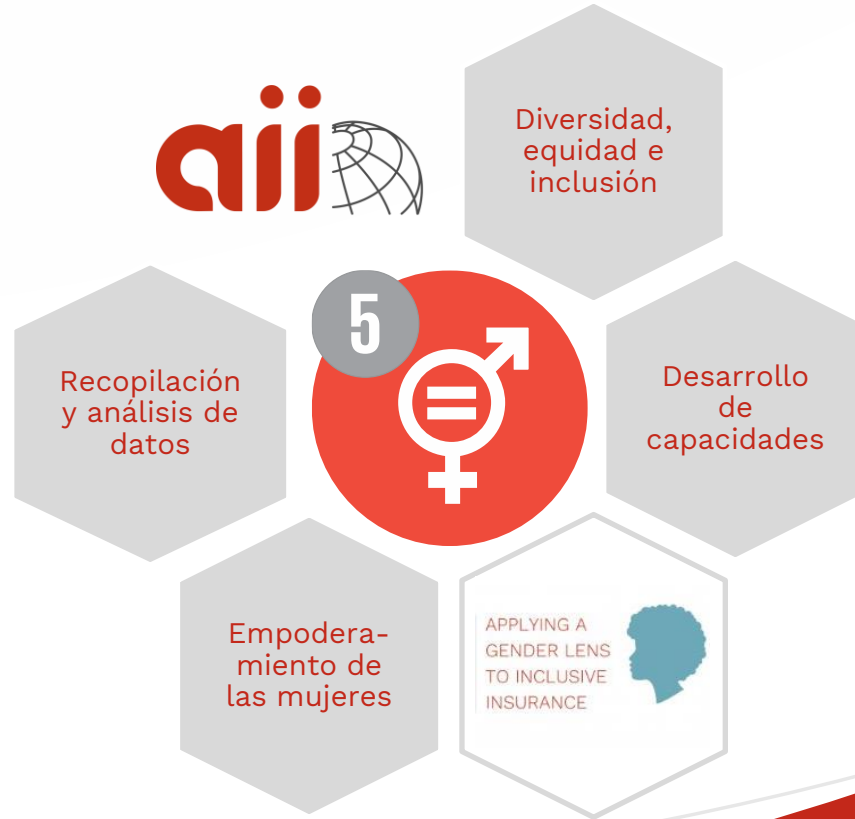 aii
Diversidad,
equidad e
inclusión
5
Recopilación
y análisis de
datos
Desarrollo
de
capacidades
Empodera-
miento de
las mujeres
APPLYING A
GENDER LENS
TO INCLUSIVE
INSURANCE